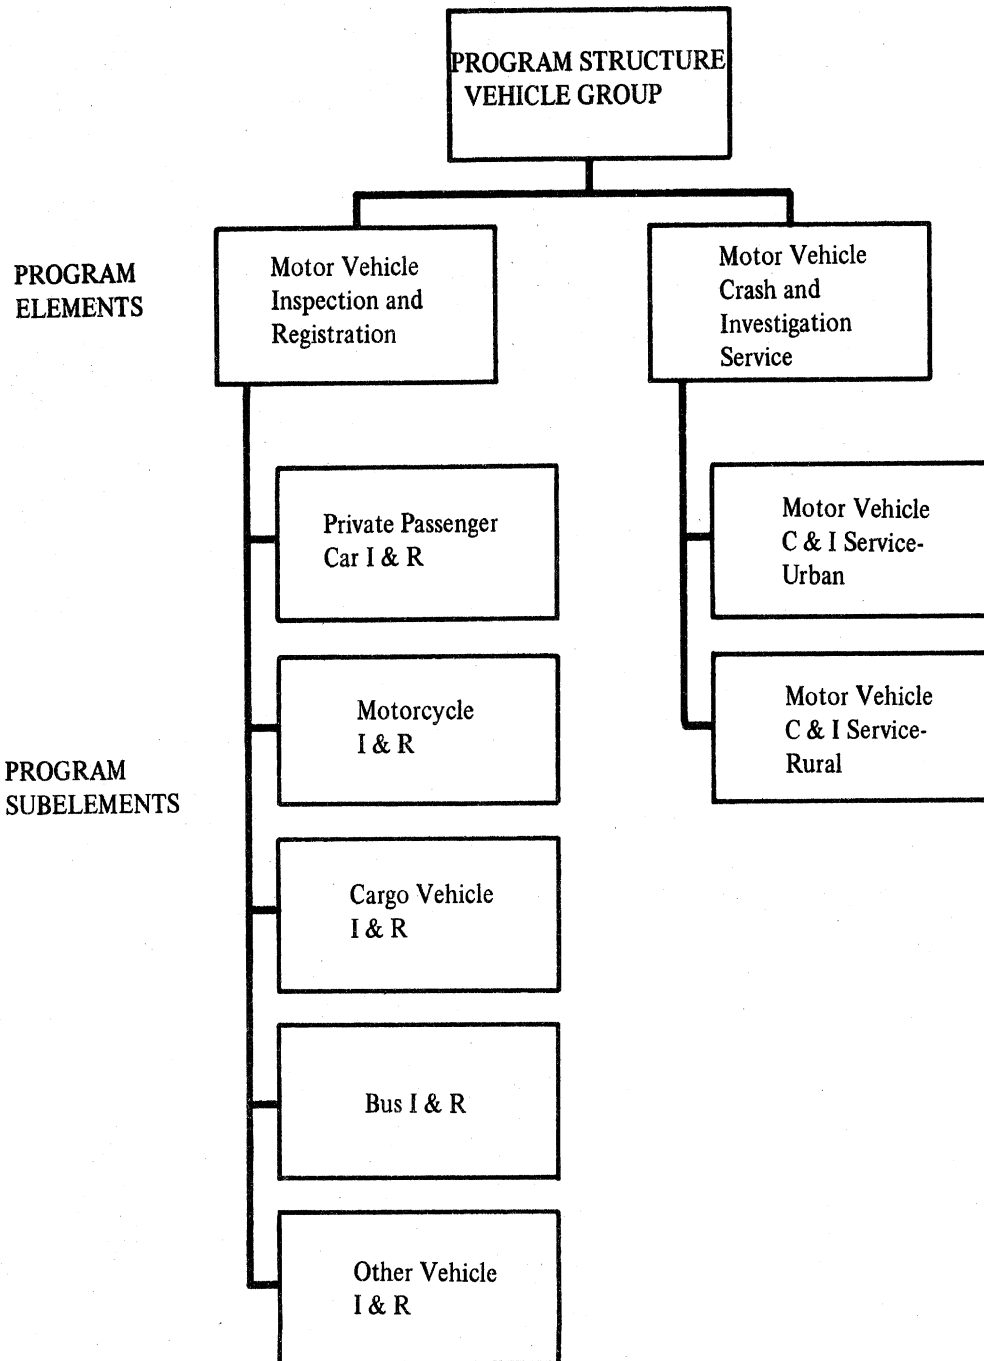 PROGRAM STRUCTURE
VEHICLE GROUP
PROGRAM
ELEMENTS
Motor Vehicle
Inspection and
Registration
Motor Vehicle
Crash and
Investigation
Service
PROGRAM
SUBELEMENTS
Private Passenger
Car I & R
Motorcycle
I & R
Cargo Vehicle
I & R
Bus I & R
Other Vehicle
I & R
Motor Vehicle
C & I Service-
Urban
Motor Vehicle
C & I Service-
Rural